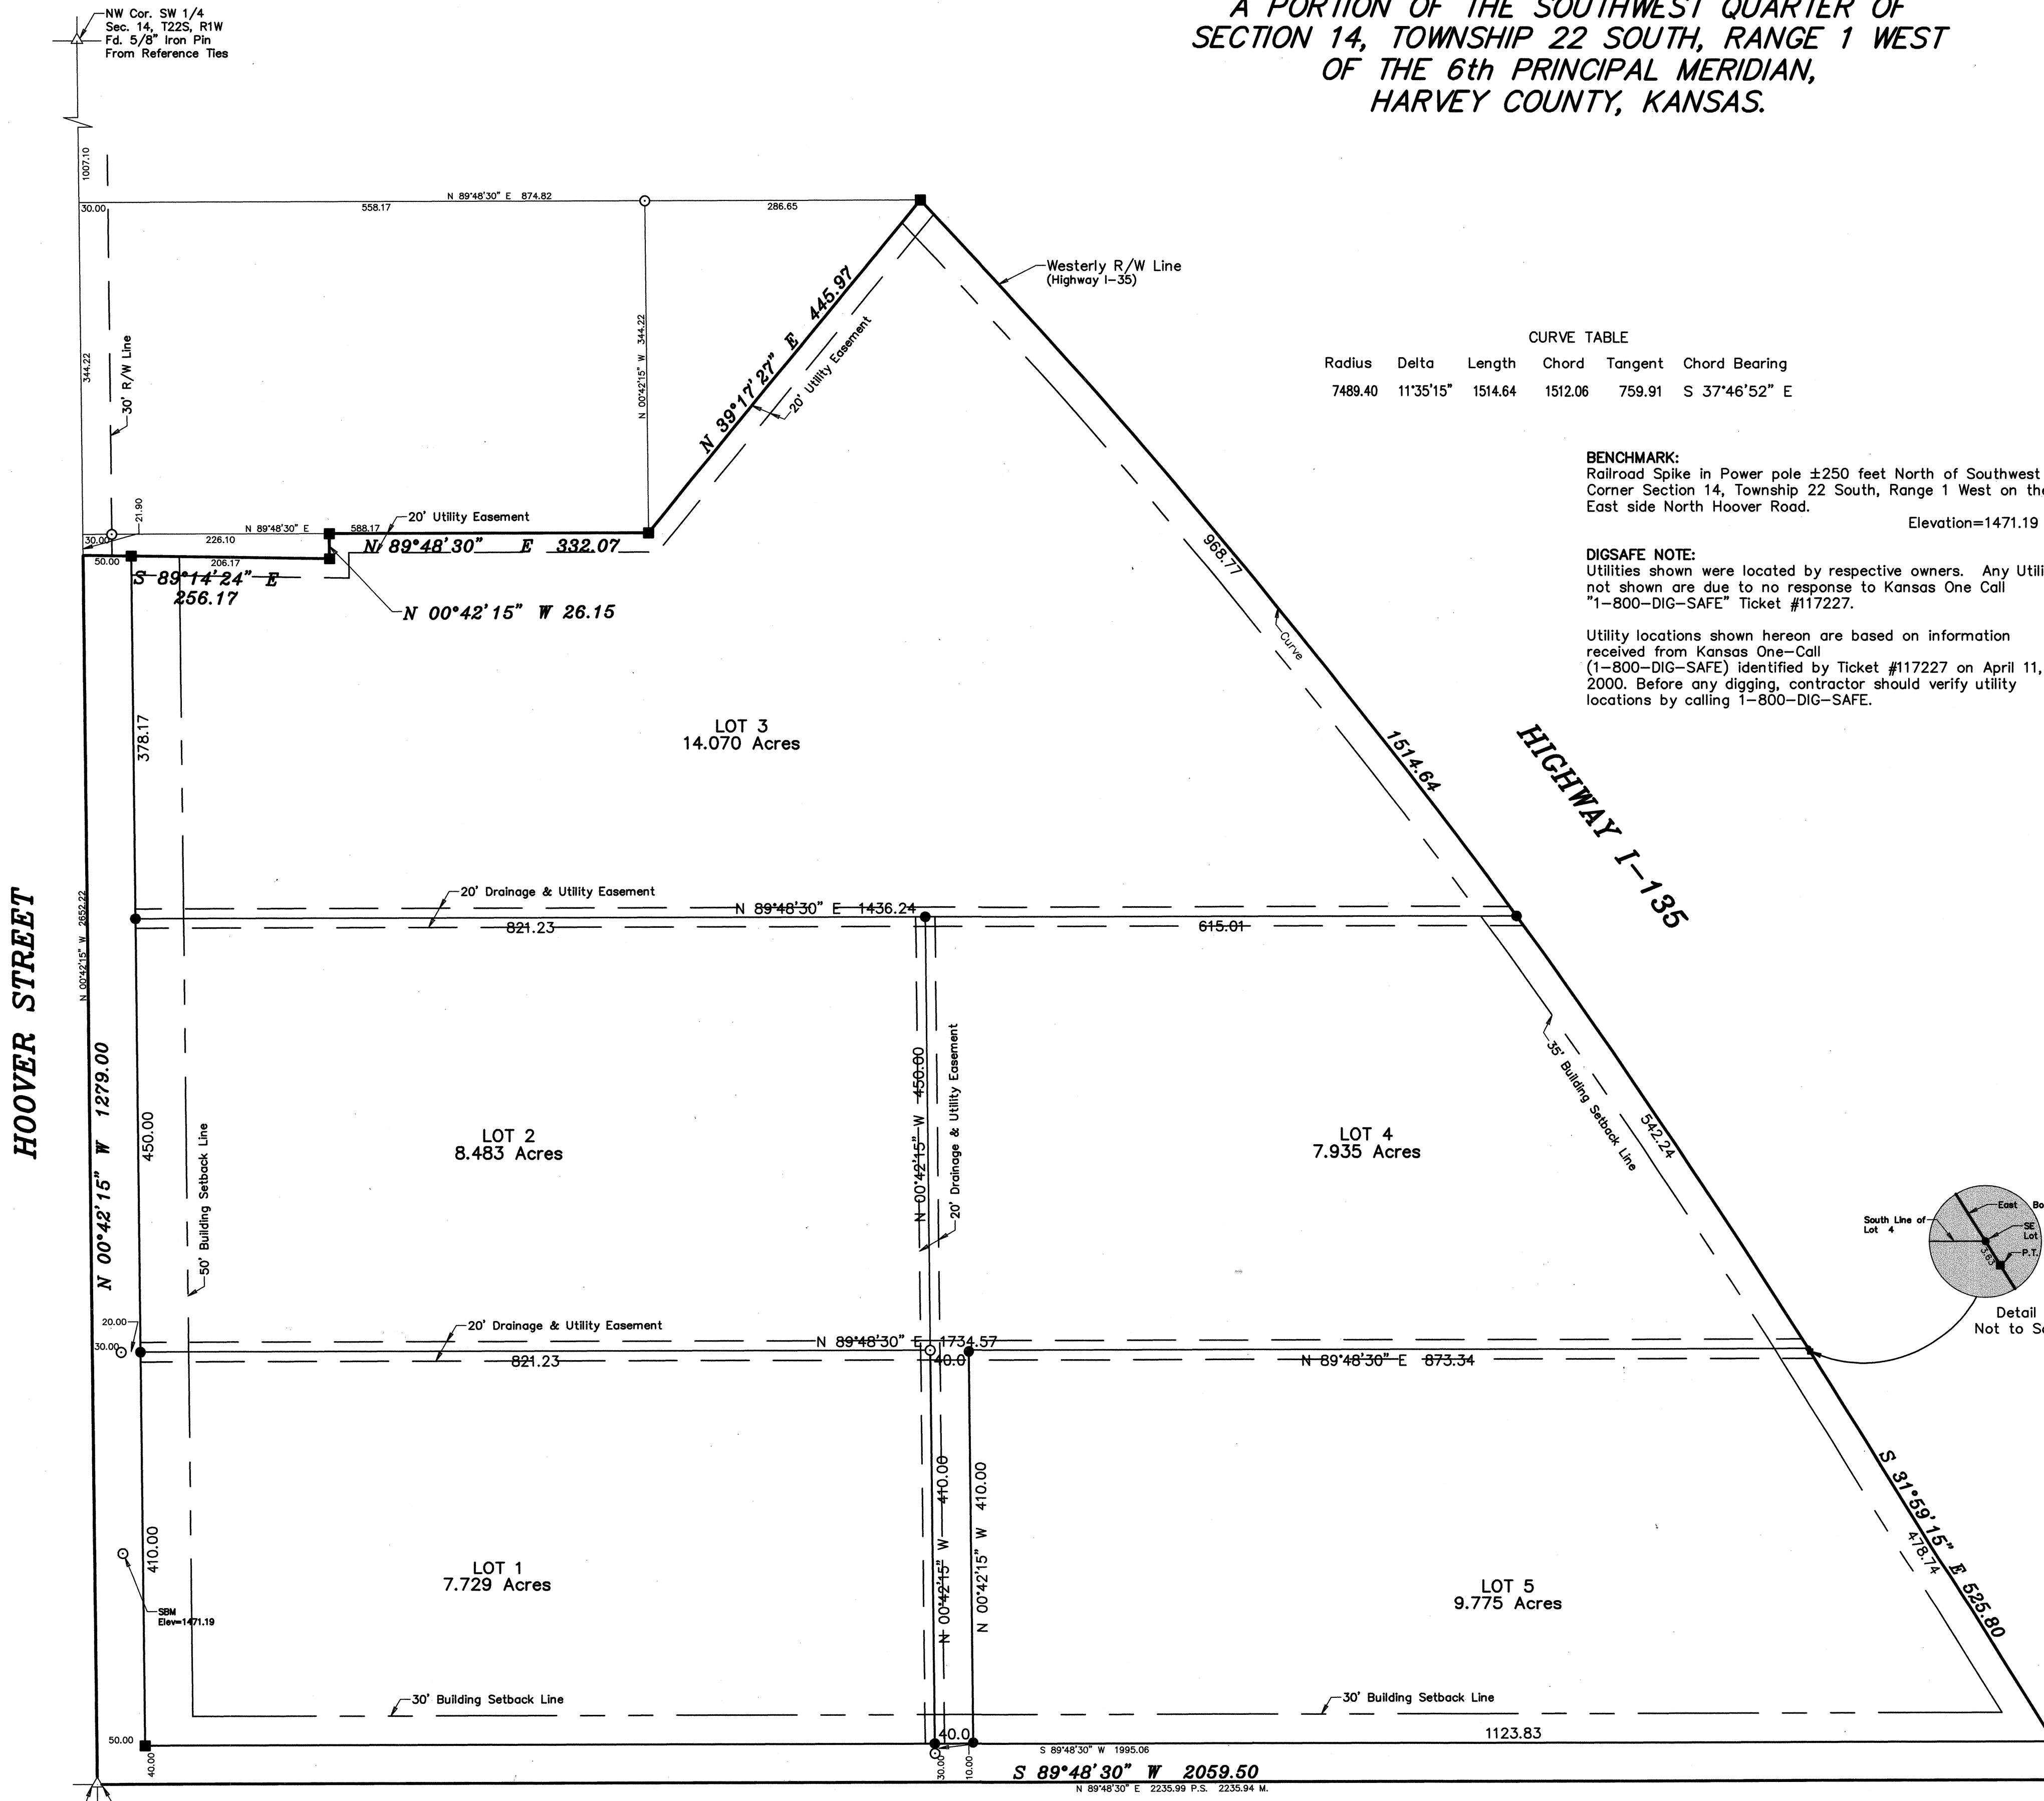 A PORTION OF THE SOUTHWEST QUARTER OF
SECTION 14, TOWNSHIP 22 SOUTH, RANGE 1 WEST
OF THE 6th PRINCIPAL MERIDIAN,
HARVEY COUNTY, KANSAS.
NW Cor. SW 1/4
Sec. 14, T22S, R1W
Fd. 5/8" Iron Pin
From Reference Ties
1007.10
N 89°48'30" E 874.82
30.00
558.17
286.65
Westerly R/W Line
(Highway I-35)
344.22
30' R/W Line
N 00°42'15" W 344.22
N 39°17'27" E 445.97
20' Utility Easement
CURVE TABLE
Radius Delta Length Chord Tangent Chord Bearing
7489.40 11°35'15" 1514.64 1512.06 759.91 S 37°46'52" E
BENCHMARK:
Railroad Spike in Power pole ±250 feet North of Southwest
Corner Section 14, Township 22 South, Range 1 West on the
East side North Hoover Road.
Elevation=1471.19
DIGSAFE NOTE:
Utilities shown were located by respective owners. Any Utili
not shown are due to no response to Kansas One Call
"1-800-DIG-SAFE" Ticket #117227.
Utility locations shown hereon are based on information
received from Kansas One-Call
(1-800-DIG-SAFE) identified by Ticket #117227 on April 11,
2000. Before any digging, contractor should verify utility
locations by calling 1-800-DIG-SAFE.
21.90
20' Utility Easement
N 89°48'30" E 588.17
30.00
226.10
N 89°48'30" E 332.07
50.00
206.17
S 89°14'24" E
256.17
N 00°42'15" W 26.15
968.77
Curve
378.17
LOT 3
14.070 Acres
1514.64
HIGHWAY I-135
HOOVER STREET
N 00°42'15" W 2652.22
20' Drainage & Utility Easement
N 89°48'30" E 1436.24
821.23
615.01
N 00°42'15" W 1279.00
450.00
50' Building Setback Line
LOT 2
8.483 Acres
N 00°42'15" W 450.00
20' Drainage & Utility Easement
LOT 4
7.935 Acres
35' Building Setback Line
542.24
South Line of
Lot 4
East Bo
SE
Lot
P.T.
3.63
Detail
Not to Sc
20.00
30.00
20' Drainage & Utility Easement
N 89°48'30" E 1734.57
821.23
40.0
N 89°48'30" E 873.34
410.00
SBM
Elev=1471.19
LOT 1
7.729 Acres
N 00°42'15" W 410.00
N 00°42'15" W 410.00
LOT 5
9.775 Acres
S 31°59'15" E 525.80
478.74
30' Building Setback Line
30' Building Setback Line
50.00
40.00
40.0
30.00
10.00
1123.83
S 89°48'30" W 1995.06
S 89°48'30" W 2059.50
N 89°48'30" E 2235.99 P.S. 2235.94 M.